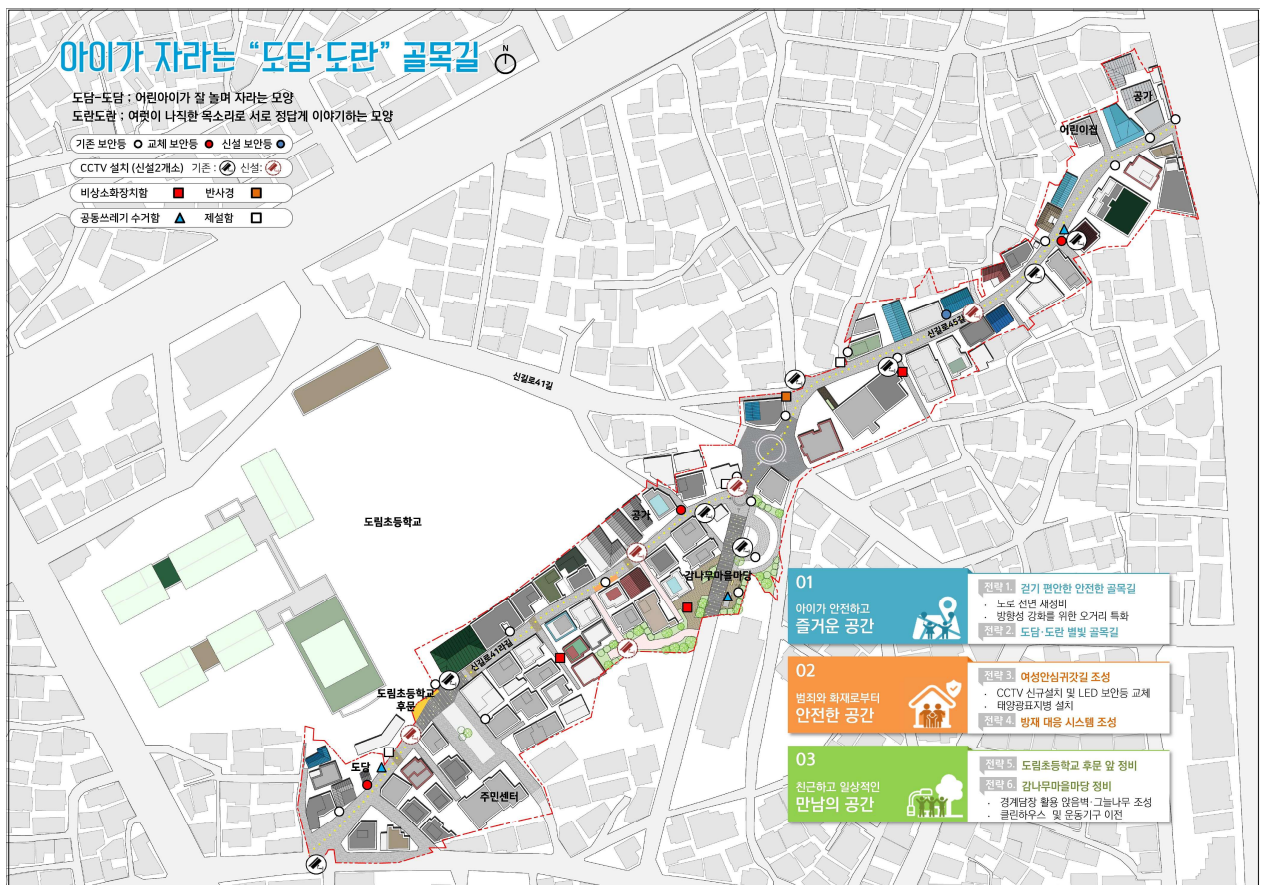 아이가 자라는 “도담·도란” 골목길
N
도담-도담 ; 어린아이가 잘 놀며 자라는 모양
도란도란 ; 여럿이 나직한 목소리로 서로 정답게 이야기하는 모양
기존 보안등 교체 보안등 신설 보안등
CCTV 설치 (신설2개소) 기존 : 신설:
비상소화장치함 반사경
공동쓰레기 수거함 제설함
공가
어린이집
신길로45길
신길로41길
도림초등학교
공가
감나무마을마당
신길로41라길
도림초등학교
후문
도당
주민센터
01
아이가 안전하고
즐거운 공간
전략 1. 걷기 편안한 안전한 골목길
· 노로 선년 새성비
· 방향성 강화를 위한 오거리 특화
전략 2. 도담·도란 별빛 골목길
02
범죄와 화재로부터
안전한 공간
전략 3. 여성안심귀갓길 조성
· CCTV 신규설치 및 LED 보안등 교체
· 태양광표지병 설치
전략 4. 방재 대응 시스템 조성
03
친근하고 일상적인
만남의 공간
전략 5. 도림초등학교 후문 앞 정비
전략 6. 감나무마을마당 정비
· 경계담장 활용 앉음벽·그늘나무 조성
· 클린하우스 및 운동기구 이전